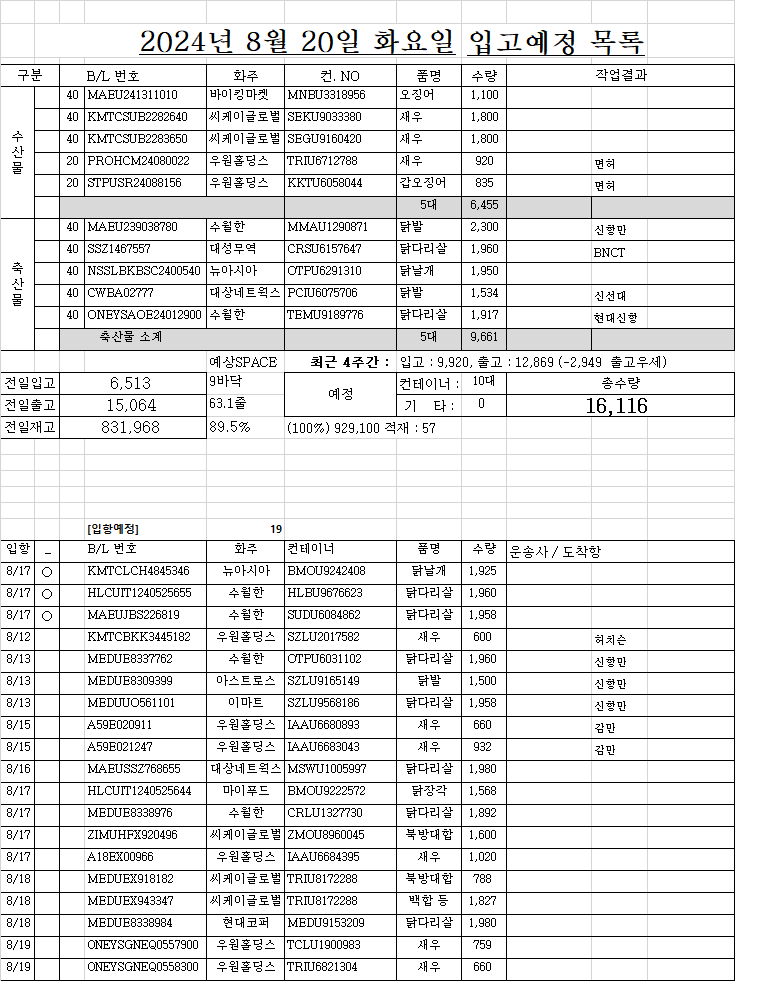 2024년 8월 20일 화요일 입고예정 목록
구분 B/L 번호 화주 컨. NO 품명 수량 작업결과
수산물
40 MAEU241311010 바이킹마켓 MNBU3318956 오징어 1,100
40 KMTCSUB2282640 씨케이글로벌 SEKU9033380 새우 1,800
40 KMTCSUB2283650 씨케이글로벌 SEGU9160420 새우 1,800
20 PROHCM24080022 우원홀딩스 TRIU6712788 새우 920 면허
20 STPUSR24088156 우원홀딩스 KKTU6058044 갑오징어 835 면허
5대 6,455
축산물
40 MAEU239038780 수월한 MMAU1290871 닭발 2,300 신항만
40 SSZ1467557 대성무역 CRSU6157647 닭다리살 1,960 BNCT
40 NSSLBKBSC2400540 뉴아시아 OTPU6291310 닭날개 1,950
40 CWBA02777 대상네트웍스 PCIU6075706 닭발 1,534 신선대
40 ONEYSAOE24012900 수월한 TEMU9189776 닭다리살 1,917 현대신항
축산물 소계 5대 9,661
예상SPACE 최근 4주간 : 입고 : 9,920, 출고 : 12,869 (-2,949 출고우세)
전일입고 6,513 9바닥 예정 컨테이너 : 10대 총수량
전일출고 15,064 63.1줄 기 타 : 0 16,116
전일재고 831,968 89.5% (100%) 929,100 적재 : 57
[입항예정] 19
입항 _ B/L 번호 화주 컨테이너 품명 수량 운송사 / 도착항
8/17 ○ KMTCLCH4845346 뉴아시아 BMOU9242408 닭날개 1,925
8/17 ○ HLCUIT1240525655 수월한 HLBU9676623 닭다리살 1,960
8/17 ○ MAEUJBS226819 수월한 SUDU6084862 닭다리살 1,958
8/12 KMTCBKK3445182 우원홀딩스 SZLU2017582 새우 600 허치슨
8/13 MEDUE8337762 수월한 OTPU6031102 닭다리살 1,960 신항만
8/13 MEDUE8309399 아스트로스 SZLU9165149 닭발 1,500 신항만
8/13 MEDUUO561101 이마트 SZLU9568186 닭다리살 1,958 신항만
8/15 A59E020911 우원홀딩스 IAAU6680893 새우 660 감만
8/15 A59E021247 우원홀딩스 IAAU6683043 새우 932 감만
8/16 MAEUSSZ768655 대상네트웍스 MSWU1005997 닭다리살 1,980
8/17 HLCUIT1240525644 마이푸드 BMOU9222572 닭장각 1,568
8/17 MEDUE8338976 수월한 CRLU1327730 닭다리살 1,892
8/17 ZIMUHFX920496 씨케이글로벌 ZMOU8960045 북방대합 1,600
8/17 A18EX00966 우원홀딩스 IAAU6684395 새우 1,020
8/18 MEDUEX918182 씨케이글로벌 TRIU8172288 북방대합 788
8/18 MEDUEX943347 씨케이글로벌 TRIU8172288 백합 등 1,827
8/18 MEDUE8338984 현대코퍼 MEDU9153209 닭다리살 1,980
8/19 ONEYSGNEQ0557900 우원홀딩스 TCLU1900983 새우 759
8/19 ONEYSGNEQ0558300 우원홀딩스 TRIU6821304 새우 660